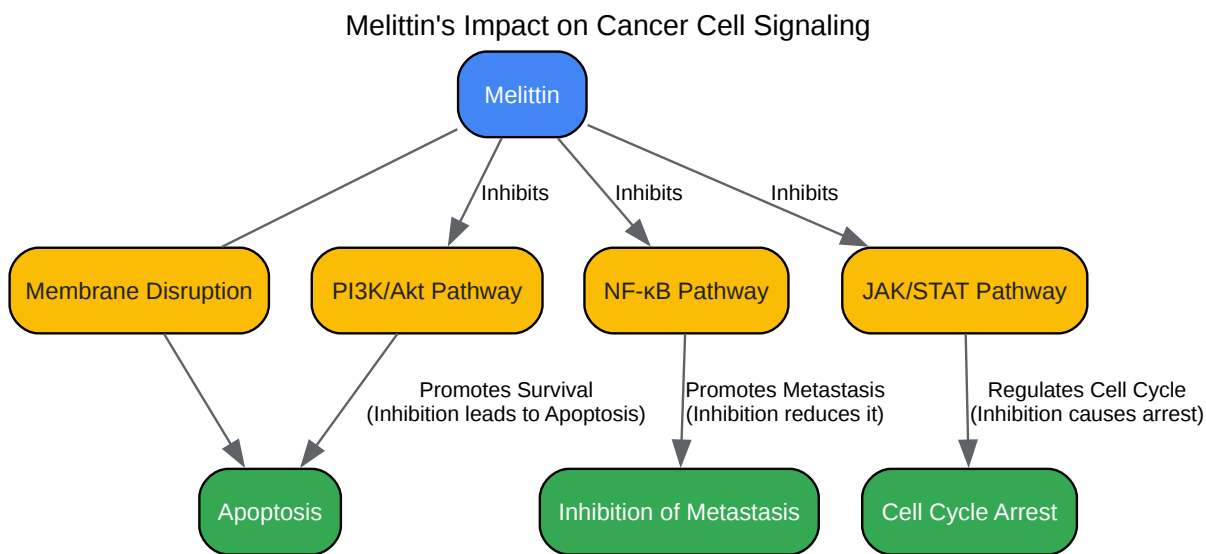 Melittin's Impact on Cancer Cell Signaling
Melittin
Inhibits
Inhibits
Inhibits
Membrane Disruption
PI3K/Akt Pathway
NF-κB Pathway
JAK/STAT Pathway
Promotes Survival
(Inhibition leads to Apoptosis)
Promotes Metastasis
(Inhibition reduces it)
Regulates Cell Cycle
(Inhibition causes arrest)
Apoptosis
Inhibition of Metastasis
Cell Cycle Arrest